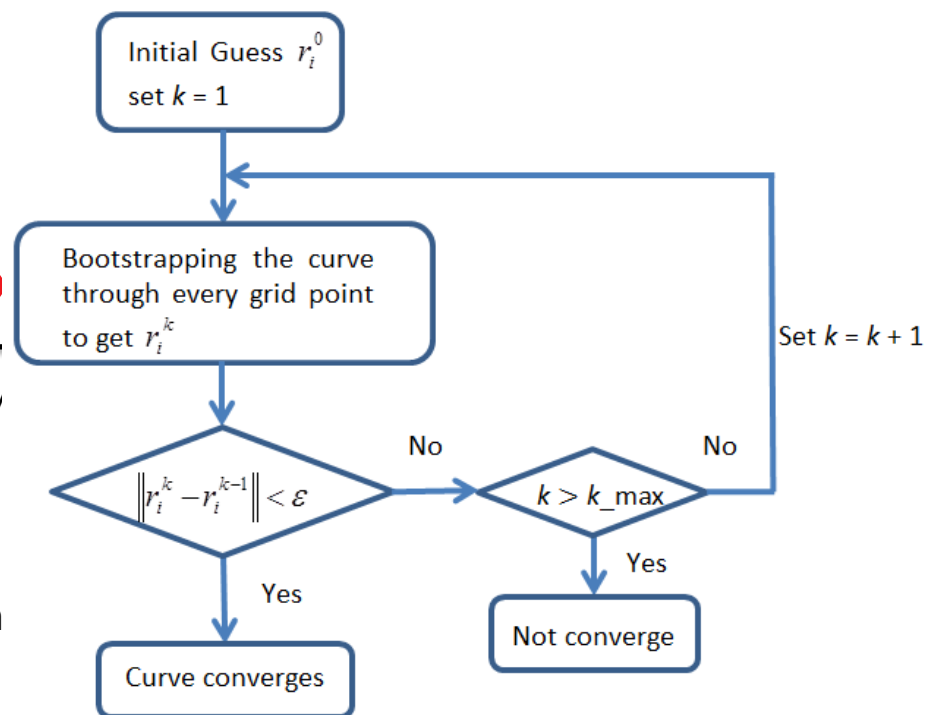 Initial Guess r_i^0
set k = 1
Bootstrapping the curve
through every grid point
to get r_i^k
Set k = k + 1
No
No
‖r_i^k − r_i^{k−1}‖ < ε
k > k_max
Yes
Yes
Not converge
Curve converges